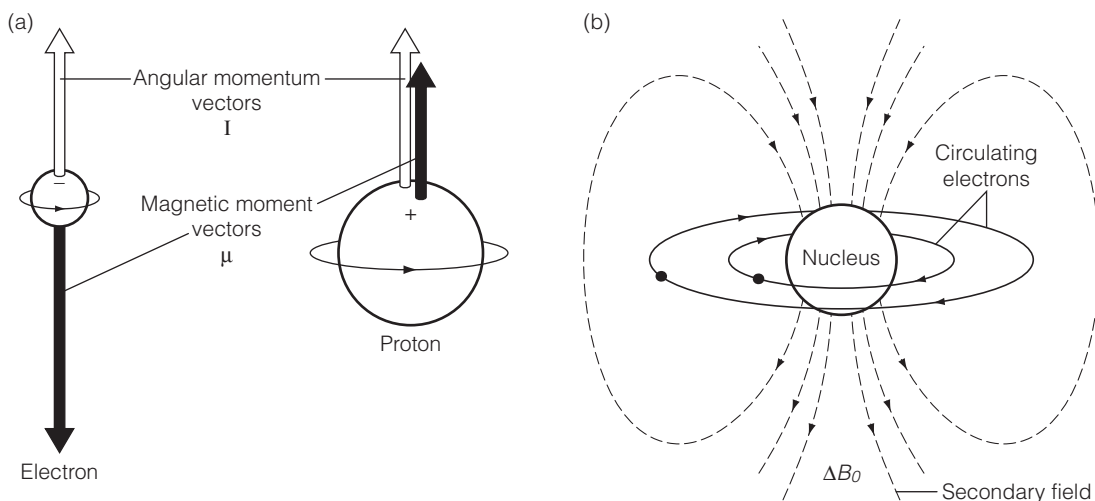 (a)
Angular momentum
vectors
I
−
Magnetic moment
vectors
μ
+
Proton
Electron
(b)
Circulating
electrons
Nucleus
ΔB₀
Secondary field